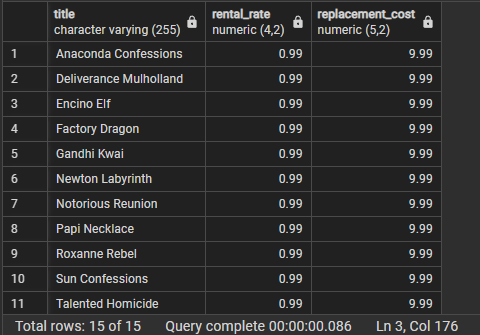 title rental_rate replacement_cost
character varying (255) numeric (4,2) numeric (5,2)
1 Anaconda Confessions 0.99 9.99
2 Deliverance Mulholland 0.99 9.99
3 Encino Elf 0.99 9.99
4 Factory Dragon 0.99 9.99
5 Gandhi Kwai 0.99 9.99
6 Newton Labyrinth 0.99 9.99
7 Notorious Reunion 0.99 9.99
8 Papi Necklace 0.99 9.99
9 Roxanne Rebel 0.99 9.99
10 Sun Confessions 0.99 9.99
11 Talented Homicide 0.99 9.99
Total rows: 15 of 15 Query complete 00:00:00.086 Ln 3, Col 176